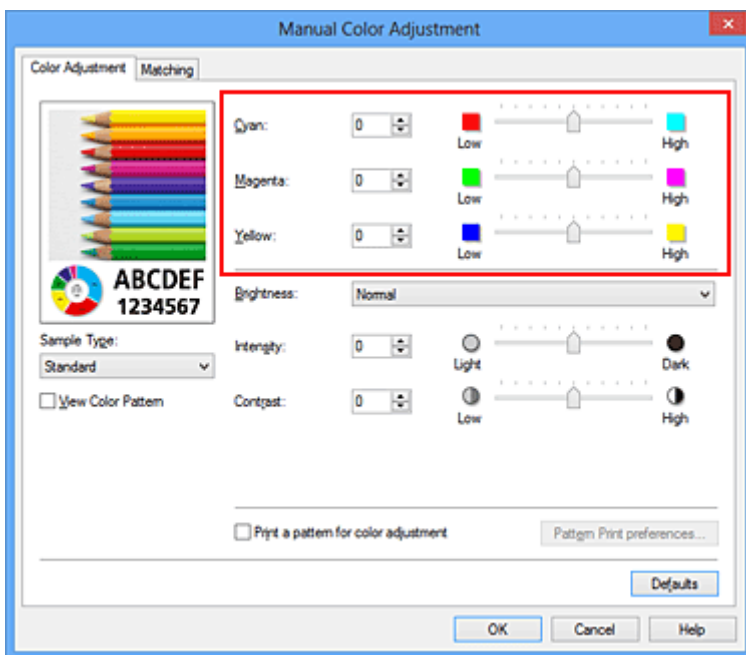 Manual Color Adjustment
Color Adjustment Matching
Cyan: 0 Low High
Magenta: 0 Low High
Yellow: 0 Low High
ABCDEF
1234567
Brightness: Normal
Sample Type:
Standard
Intensity: 0 Light Dark
View Color Pattern
Contrast: 0 Low High
Print a pattern for color adjustment Pattern Print preferences...
Defaults
OK Cancel Help